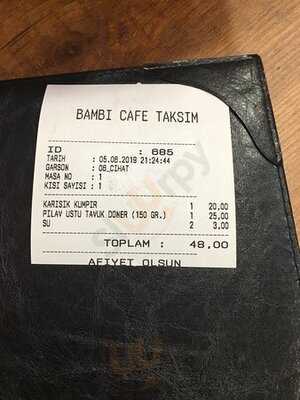 BAMBI CAFE TAKSIM
ID : 685
TARIH : 05.08.2019 21:24:44
GARSON : 08_CIHAT
MASA NO : 1
KISI SAYISI : 1
KARISIK KUMPIR 1 20.00
PILAV USTU TAVUK DONER (150 GR.) 1 25.00
SU 2 3.00
TOPLAM : 48,00
AFIYET OLSUN